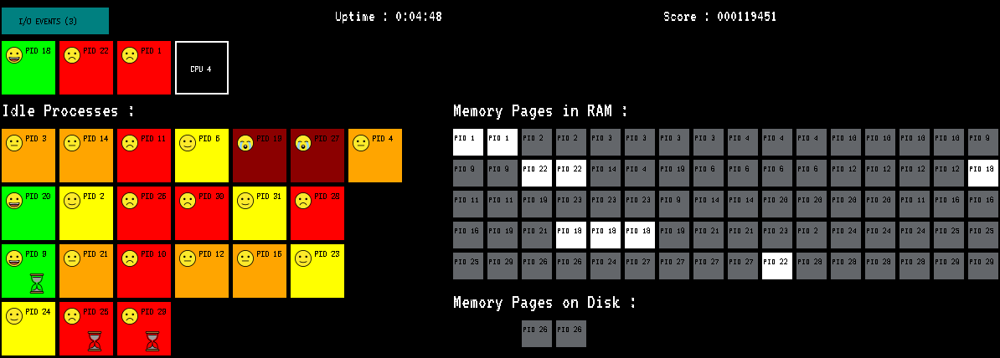 I/O EVENTS (3)
Uptime : 0:04:48
Score : 000119451
PID 18 PID 22 PID 1 CPU 4
Idle Processes :
PID 3 PID 14 PID 11 PID 6 PID 10 PID 27 PID 4
PID 20 PID 2 PID 26 PID 30 PID 31 PID 28
PID 9 PID 21 PID 19 PID 12 PID 16 PID 23
PID 24 PID 25 PID 29
Memory Pages in RAM :
PID 1 PID 1 PID 2 PID 2 PID 3 PID 3 PID 3 PID 3 PID 4 PID 4 PID 4 PID 10 PID 10 PID 10 PID 10 PID 9
PID 9 PID 9 PID 22 PID 22 PID 14 PID 4 PID 19 PID 6 PID 6 PID 6 PID 6 PID 12 PID 12 PID 12 PID 12 PID 18
PID 11 PID 11 PID 19 PID 23 PID 23 PID 23 PID 9 PID 14 PID 14 PID 20 PID 20 PID 20 PID 20 PID 11 PID 16 PID 16
PID 16 PID 19 PID 21 PID 18 PID 18 PID 18 PID 19 PID 21 PID 21 PID 23 PID 2 PID 24 PID 24 PID 24 PID 25 PID 25
PID 25 PID 29 PID 26 PID 26 PID 24 PID 27 PID 27 PID 27 PID 27 PID 22 PID 28 PID 28 PID 28 PID 28 PID 29 PID 29
Memory Pages on Disk :
PID 26 PID 26